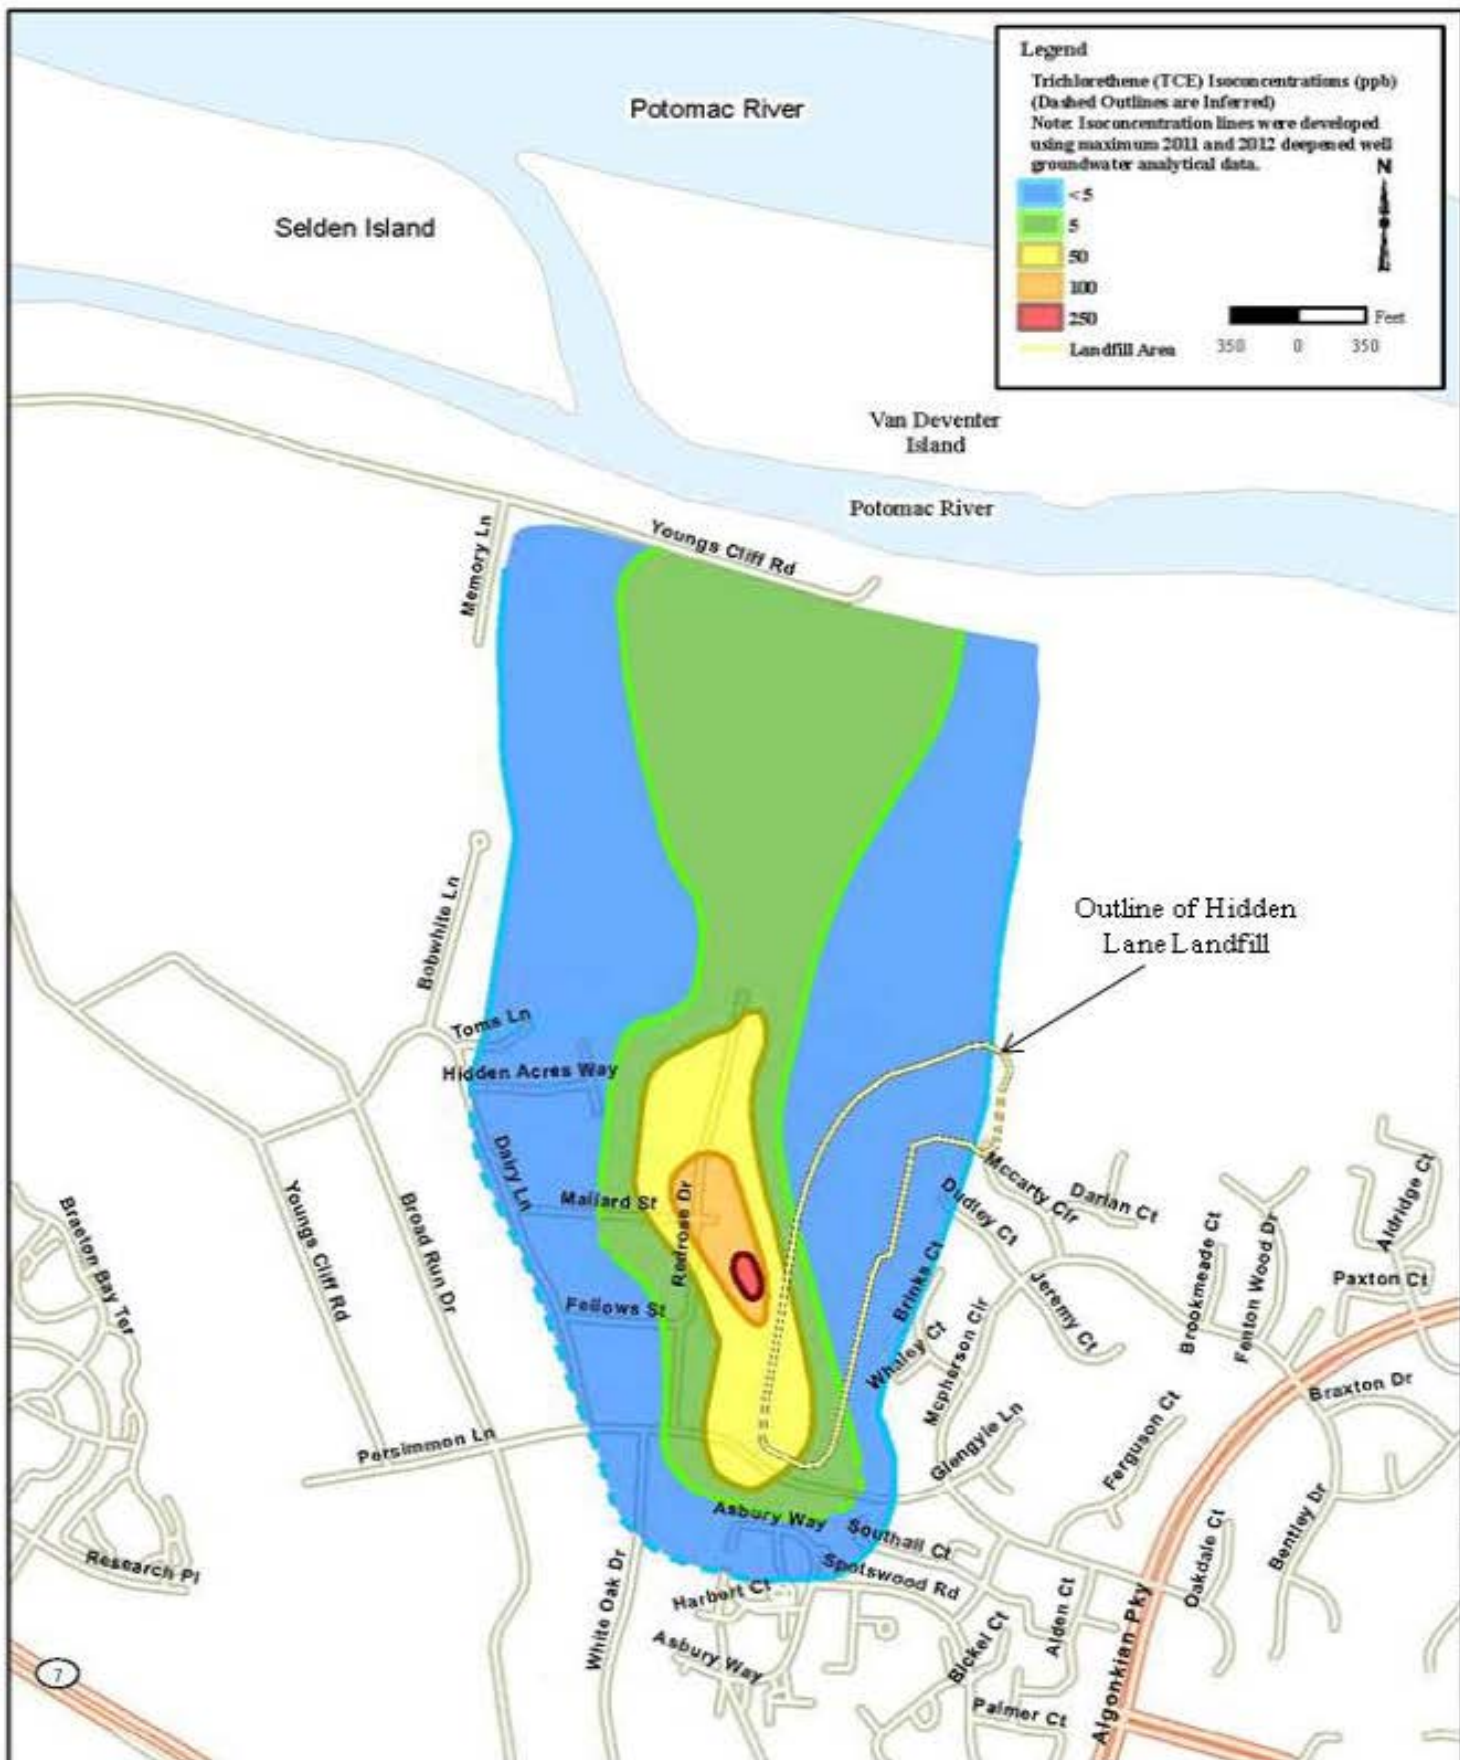 Legend
Trichlorethene (TCE) Isoconcentrations (ppb)
(Dashed Outlines are Inferred)
Note: Isoconcentration lines were developed
using maximum 2011 and 2012 deepened well
groundwater analytical data.
N
< 5
5
50
100
250
Landfill Area
Feet
350 0 350
Potomac River
Selden Island
Van Deventer
Island
Potomac River
Youngs Cliff Rd
Memory Ln
Bobwhite Ln
Outline of Hidden
Lane Landfill
Toms Ln
Hidden Acres Way
Dairy Ln
Mallard St
Redrose Dr
Fellows St
Youngs Cliff Rd
Broad Run Dr
Braeton Bay Ter
Persimmon Ln
Research Pl
Mccarty Cir
Darian Ct
Dudley Ct
Brinks Ct
Jeremy Ct
Whaley Ct
Mcpherson Cir
Brookmeade Ct
Fenton Wood Dr
Aldridge Ct
Paxton Ct
Braxton Dr
Glengyle Ln
Ferguson Ct
Bentley Dr
Oakdale Ct
Asbury Way
Southall Ct
Spotswood Rd
Harbert Ct
White Oak Dr
Asbury Way
Bickel Ct
Alden Ct
Palmer Ct
Algonkian Pky
7